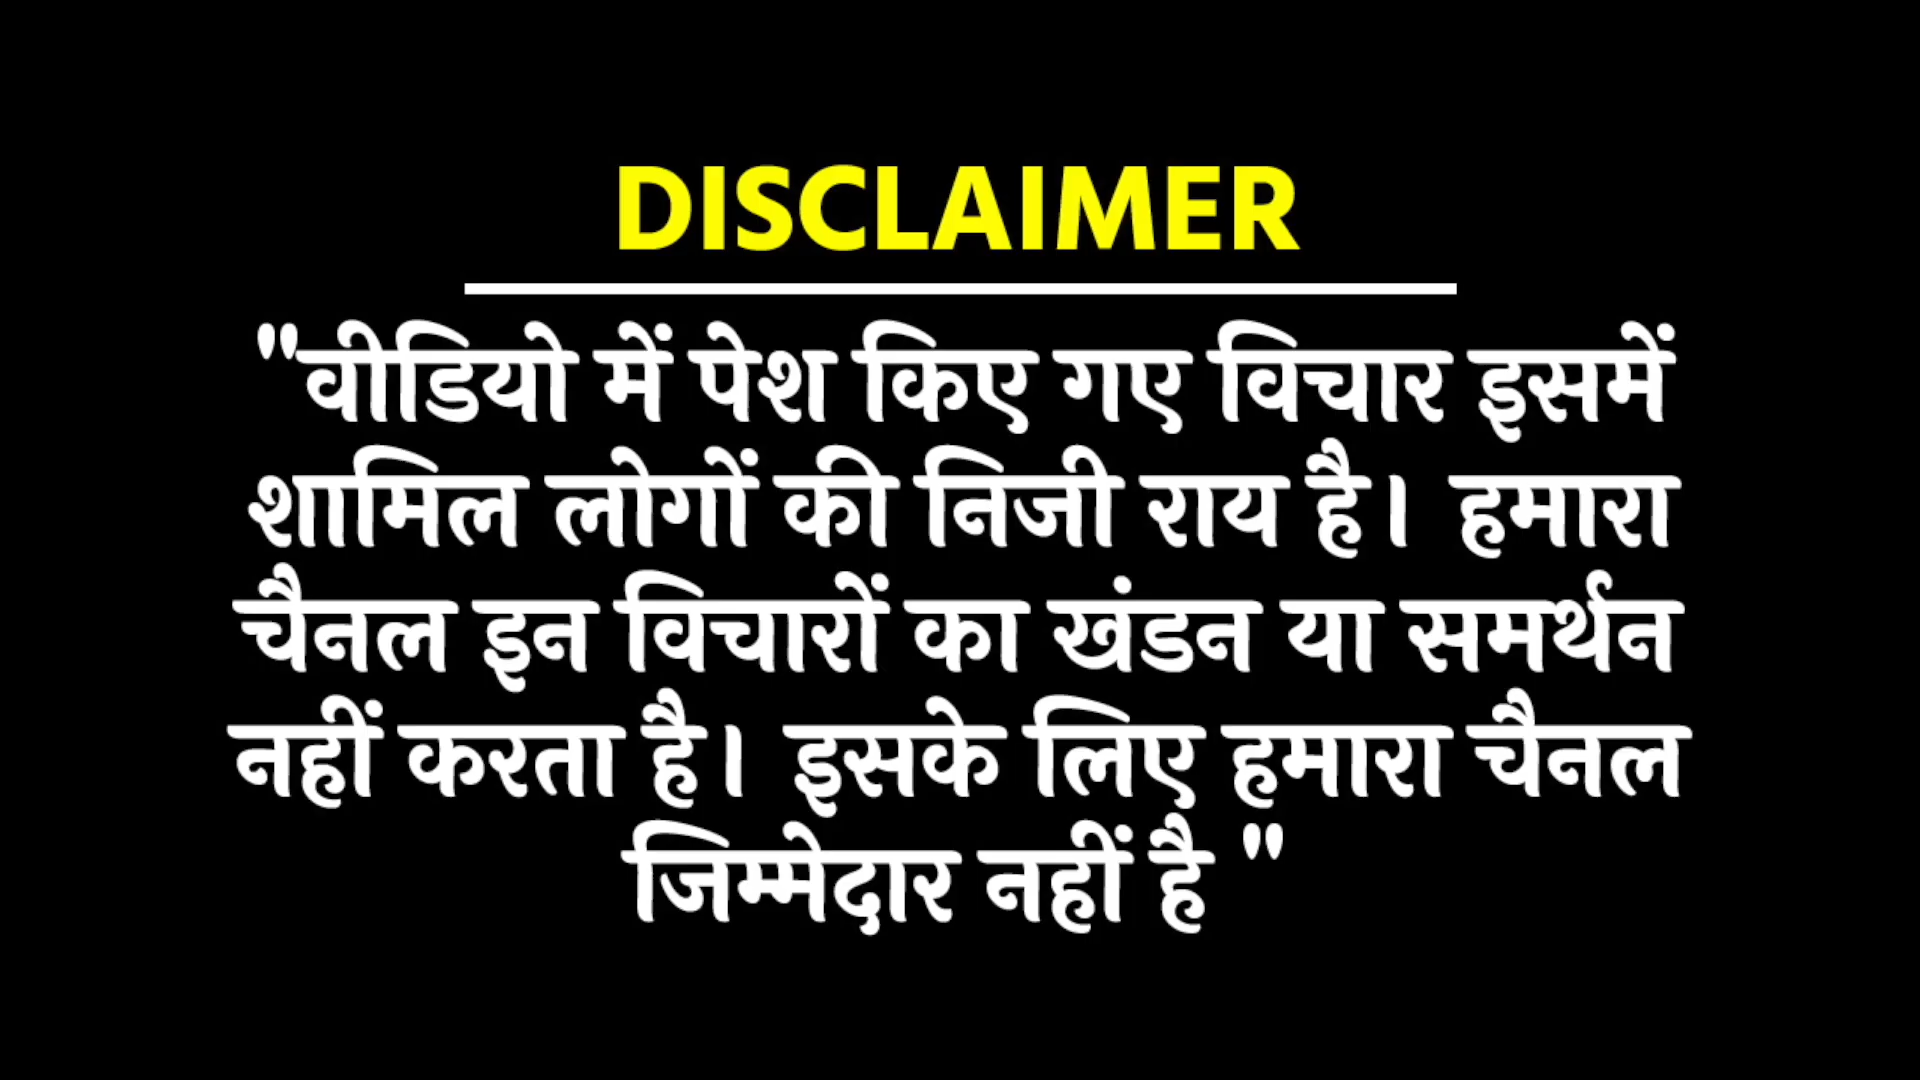 DISCLAIMER
"वीडियो में पेश किए गए विचार इसमें
शामिल लोगों की निजी राय है। हमारा
चैनल इन विचारों का खंडन या समर्थन
नहीं करता है। इसके लिए हमारा चैनल
जिम्मेदार नहीं है "